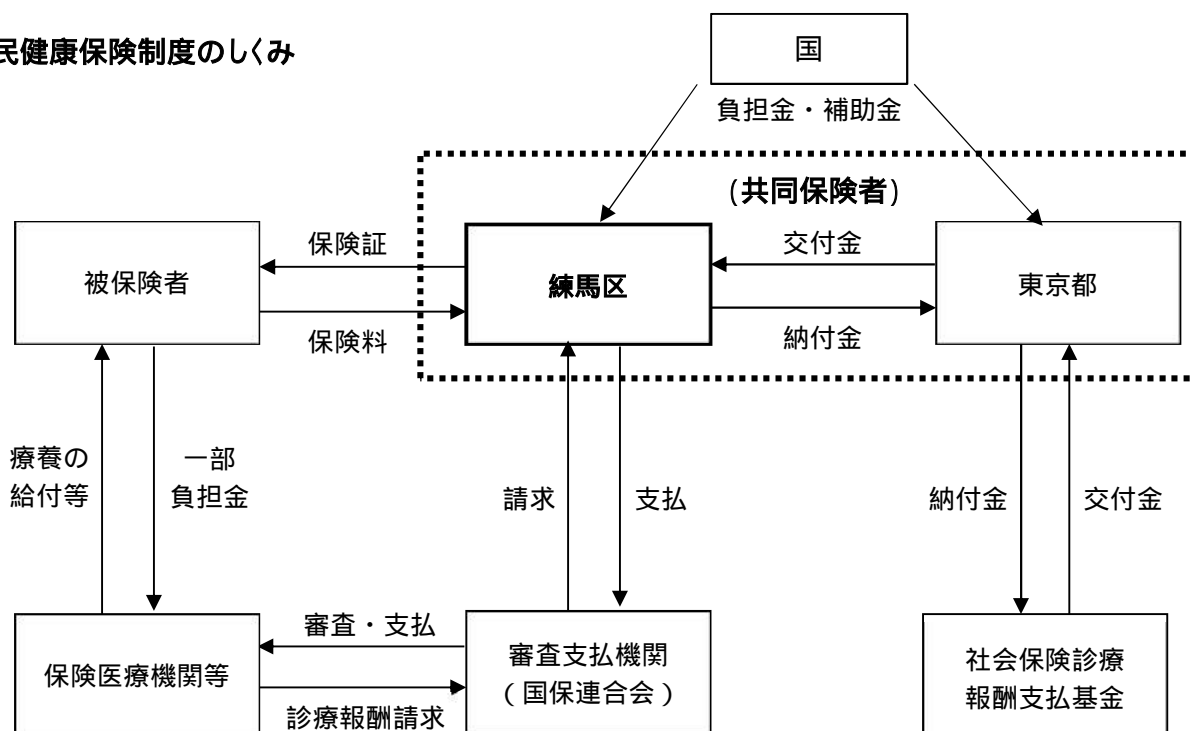 民健康保険制度のしくみ
国
負担金・補助金
(共同保険者)
被保険者
保険証
保険料
練馬区
交付金
納付金
東京都
療養の
給付等
一部
負担金
請求
支払
納付金
交付金
保険医療機関等
審査・支払
診療報酬請求
審査支払機関
(国保連合会)
社会保険診療
報酬支払基金